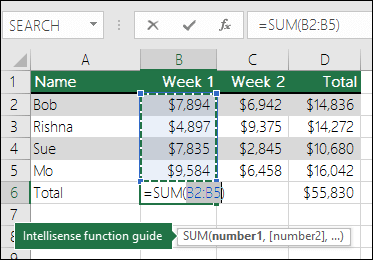 SEARCH =SUM(B2:B5)
A B C D
1 Name Week 1 Week 2 Total
2 Bob $7,894 $6,942 $14,836
3 Rishna $4,897 $9,375 $14,272
4 Sue $7,835 $2,845 $10,680
5 Mo $9,584 $6,458 $16,042
6 Total =SUM(B2:B5) $55,830
7
8 Intellisense function guide SUM(number1, [number2], ...)